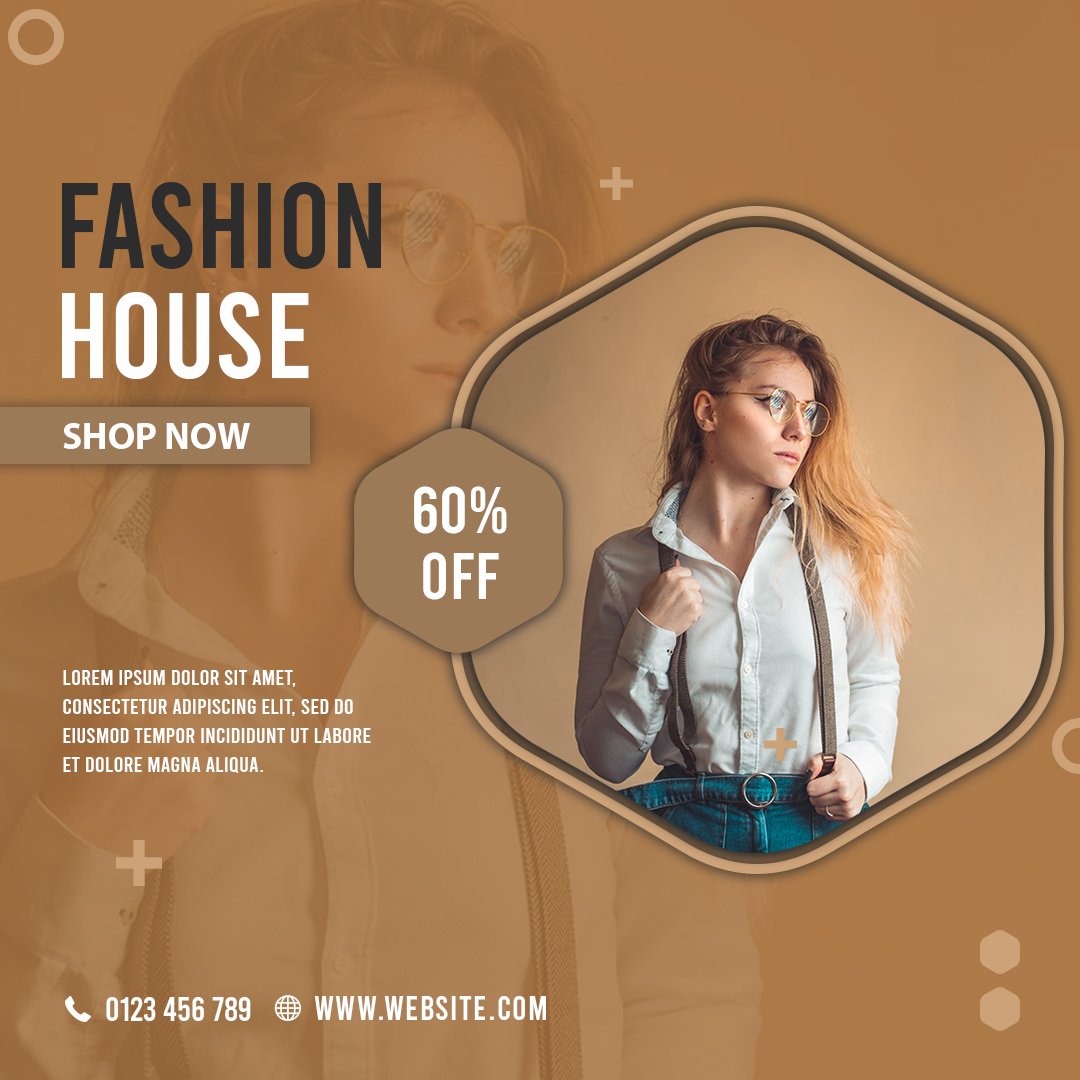 FASHION
HOUSE
SHOP NOW
60%
OFF
LOREM IPSUM DOLOR SIT AMET,
CONSECTETUR ADIPISCING ELIT, SED DO
EIUSMOD TEMPOR INCIDIDUNT UT LABORE
ET DOLORE MAGNA ALIQUA.
0123 456 789
WWW.WEBSITE.COM